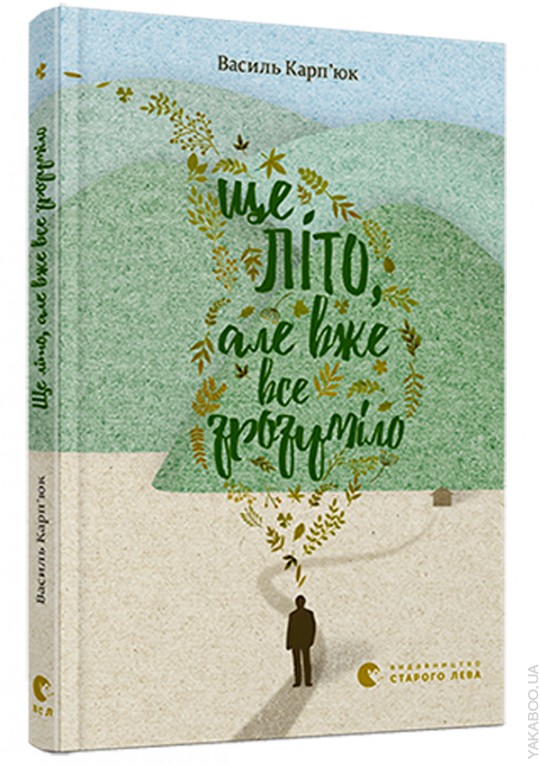 Василь Карп'юк
ще
літо,
але вже
все
зрозуміло
ВИДАВНИЦТВО
СТАРОГО ЛЕВА
Ще літо, але вже все зрозуміло
Василь Карп'юк
ВСЛ
YAKABOO.UA